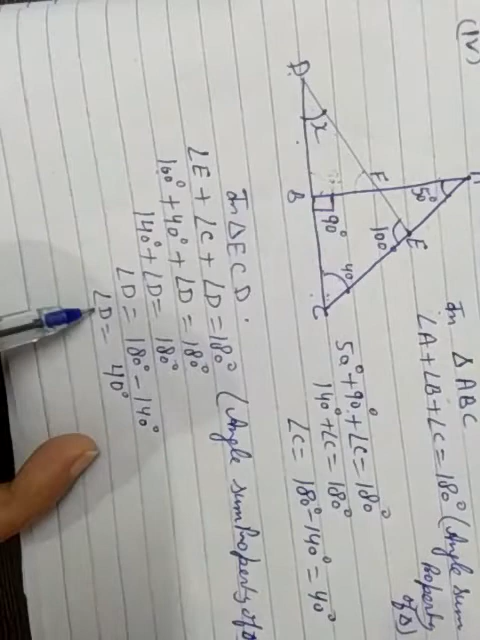 (IV)
D
x
F
50°
B
90°
E
100°
40°
C
In △ABC
∠A+∠B+∠C=180° (Angle sum Property of △
50°+90°+∠C=180°
140°+∠C=180°
∠C= 180°-140°=40°
In △ECD.
∠E+∠C+∠D=180° (Angle sum Property of
100°+40°+∠D=180°
140°+∠D=180°
∠D= 180°-140°
∠D= 40°